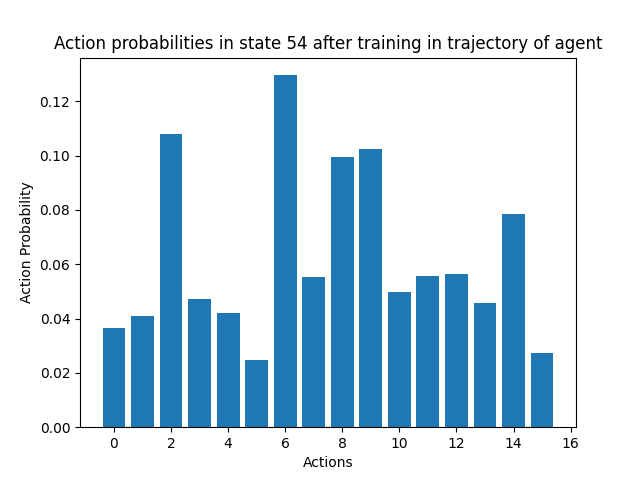 Action probabilities in state 54 after training in trajectory of agent
0.12
0.10
0.08
0.06
0.04
0.02
0.00
Action Probability
0 2 4 6 8 10 12 14 16
Actions